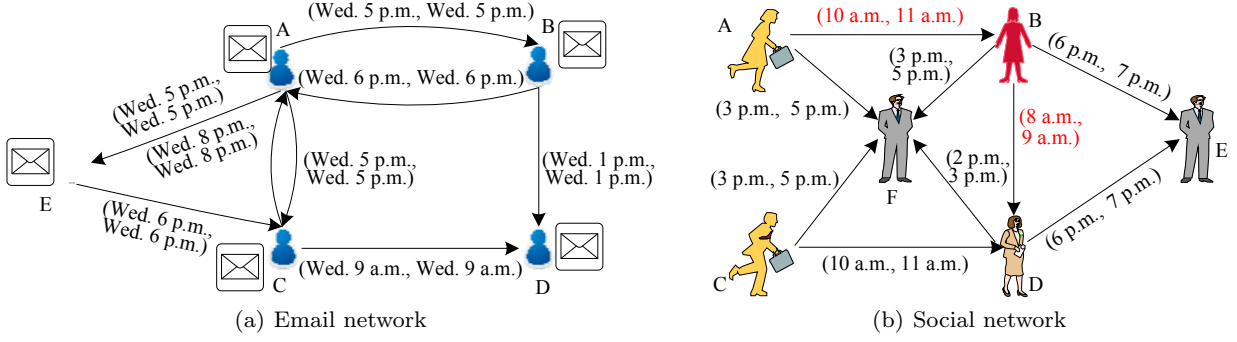 A
(Wed. 5 p.m., Wed. 5 p.m.)
B
(Wed. 6 p.m., Wed. 6 p.m.)
(Wed. 5 p.m.,
Wed. 5 p.m.)
(Wed. 8 p.m.,
Wed. 8 p.m.)
(Wed. 5 p.m.,
Wed. 5 p.m.)
(Wed. 1 p.m.,
Wed. 1 p.m.)
E
(Wed. 6 p.m.,
Wed. 6 p.m.)
(Wed. 9 a.m., Wed. 9 a.m.)
C
D
(a) Email network
A
(10 a.m., 11 a.m.)
B
(3 p.m.,
5 p.m.)
(6 p.m., 7 p.m.)
(3 p.m., 5 p.m.)
(8 a.m.,
9 a.m.)
E
F
(2 p.m.,
3 p.m.)
(3 p.m., 5 p.m.)
(6 p.m., 7 p.m.)
(10 a.m., 11 a.m.)
C
D
(b) Social network